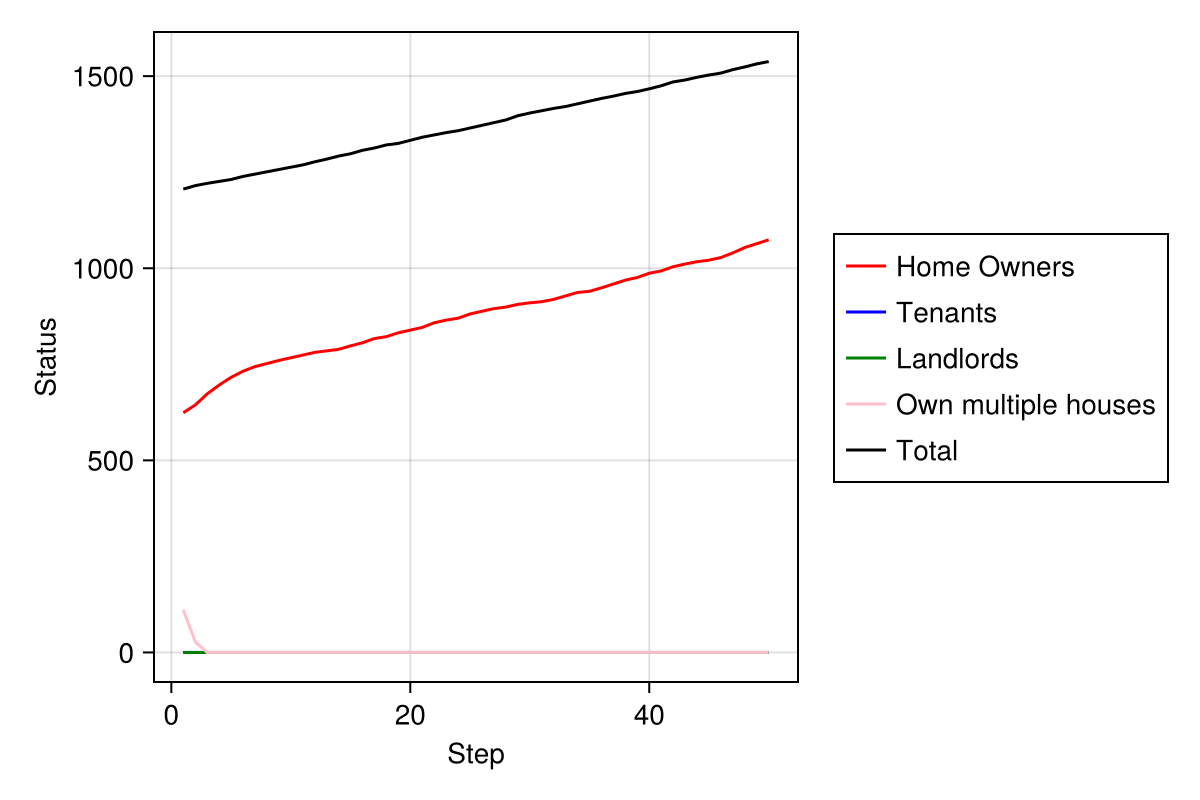 1500
1000
500
0
Status
0 20 40
Step
Home Owners
Tenants
Landlords
Own multiple houses
Total